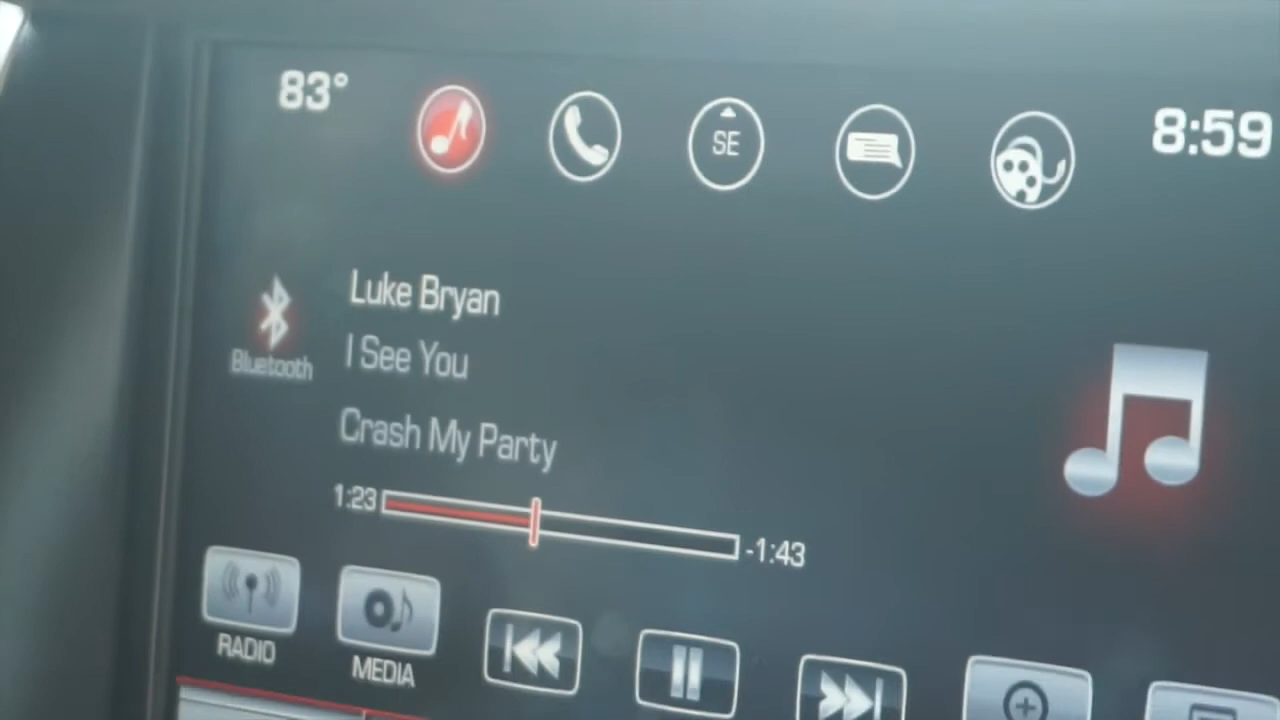 83°
SE
8:59
Luke Bryan
Bluetooth
I See You
Crash My Party
1:23
-1:43
RADIO
MEDIA